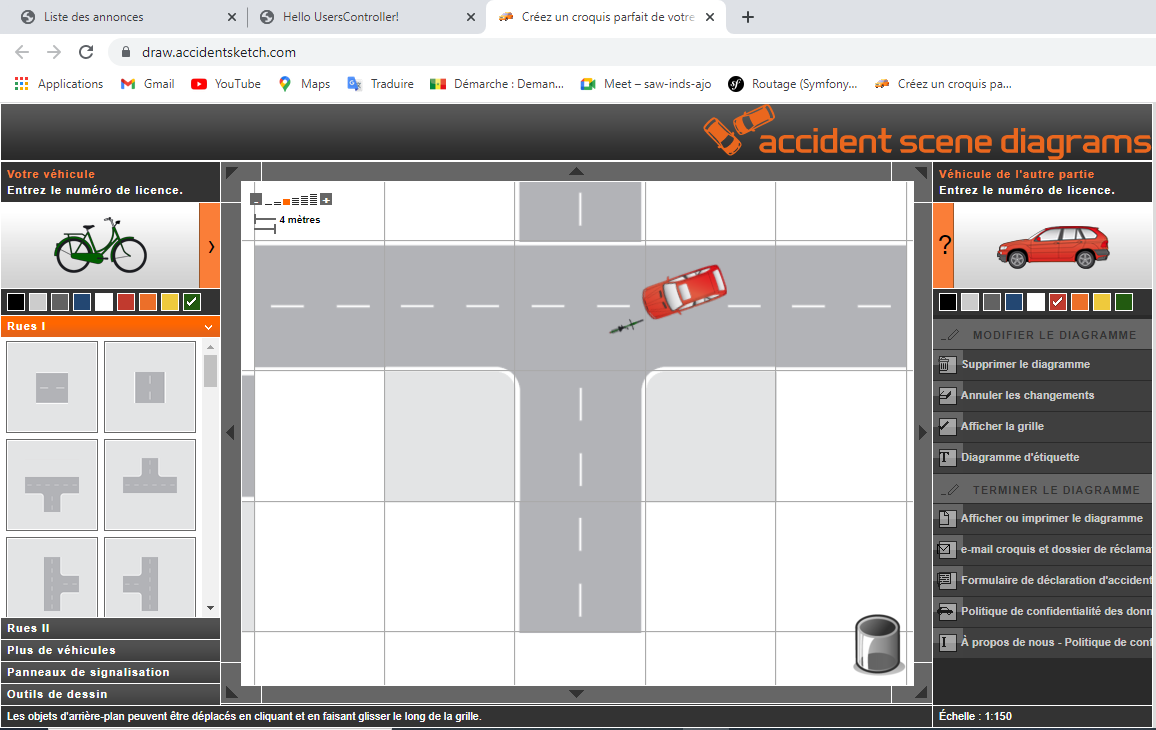 Liste des annonces
Hello UsersController!
Créez un croquis parfait de votre
draw.accidentsketch.com
Applications
Gmail
YouTube
Maps
Traduire
Démarche : Deman...
Meet – saw-inds-ajo
Routage (Symfony...
Créez un croquis pa...
accident scene diagrams
Votre véhicule
Entrez le numéro de licence.
Rues I
Rues II
Plus de véhicules
Panneaux de signalisation
Outils de dessin
4 mètres
Véhicule de l'autre partie
Entrez le numéro de licence.
?
MODIFIER LE DIAGRAMME
Supprimer le diagramme
Annuler les changements
Afficher la grille
T Diagramme d'étiquette
TERMINER LE DIAGRAMME
Afficher ou imprimer le diagramme
e-mail croquis et dossier de réclama
Formulaire de déclaration d'accident
Politique de confidentialité des donn
I À propos de nous - Politique de conf
Les objets d'arrière-plan peuvent être déplacés en cliquant et en faisant glisser le long de la grille.
Échelle : 1:150